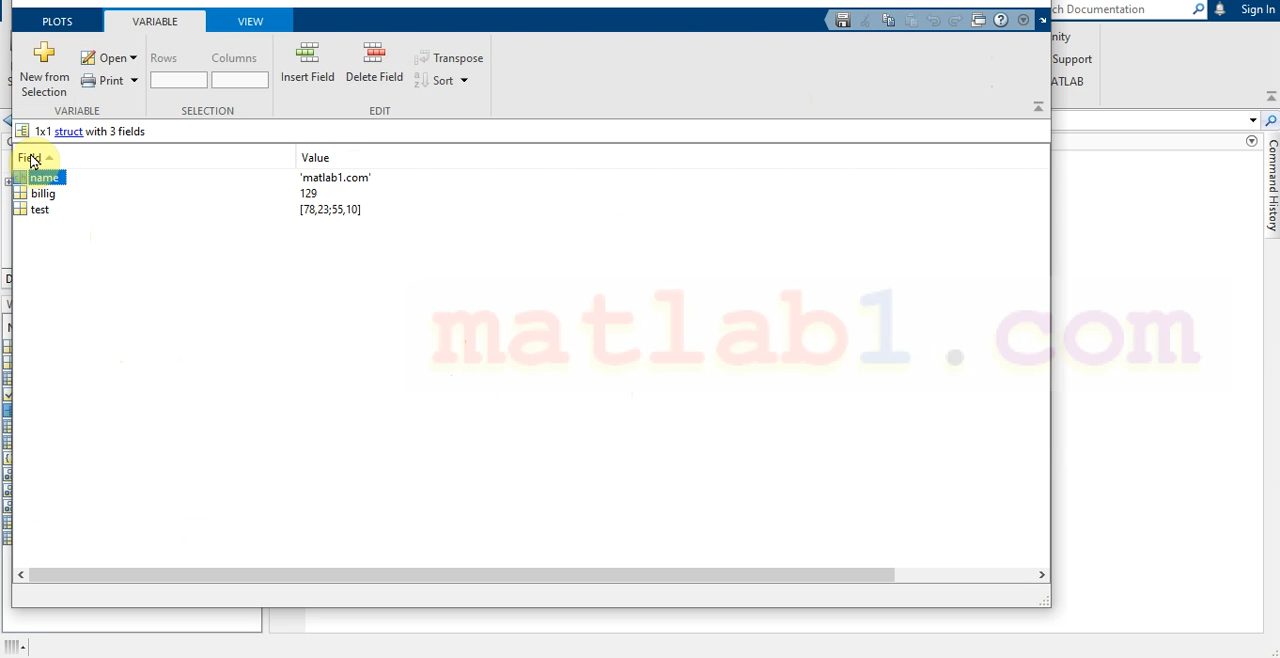 PLOTS VARIABLE VIEW
ch Documentation Sign In
New from Selection
Open
Print
VARIABLE
Rows Columns
SELECTION
Insert Field Delete Field
Transpose
Sort
EDIT
nity
Support
ATLAB
1x1 struct with 3 fields
Field Value
name 'matlab1.com'
billig 129
test [78,23;55,10]
matlab1.com
Command History